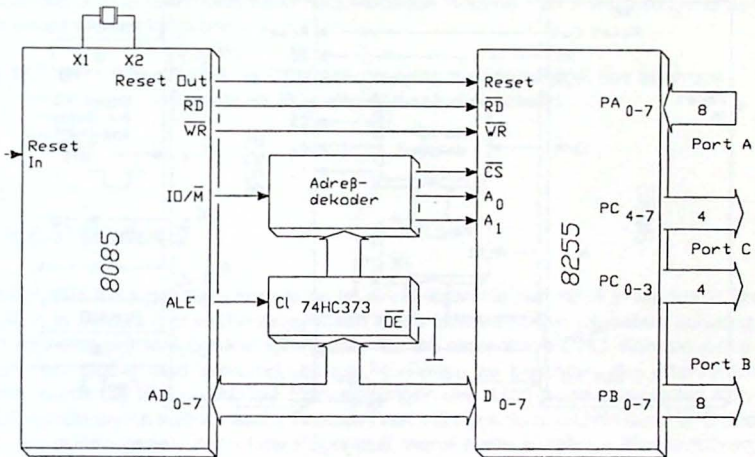 X1 X2
Reset Out
RD
WR
Reset
In
IO/M
8085
ALE
AD0-7
Adreß-
dekoder
Cl 74HC373
OE
Reset
RD
WR
CS
A0
A1
8255
D0-7
PA0-7
8
Port A
PC4-7
4
Port C
PC0-3
4
Port B
PB0-7